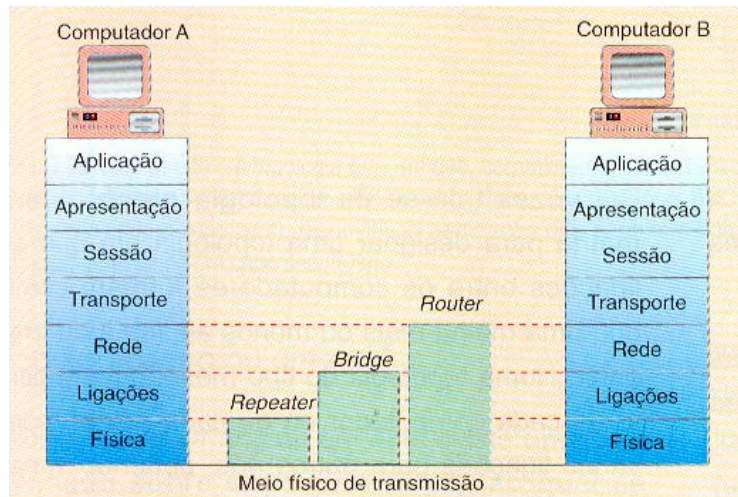 Computador A
Computador B
Aplicação
Apresentação
Sessão
Transporte
Rede
Ligações
Física
Repeater
Bridge
Router
Aplicação
Apresentação
Sessão
Transporte
Rede
Ligações
Física
Meio físico de transmissão